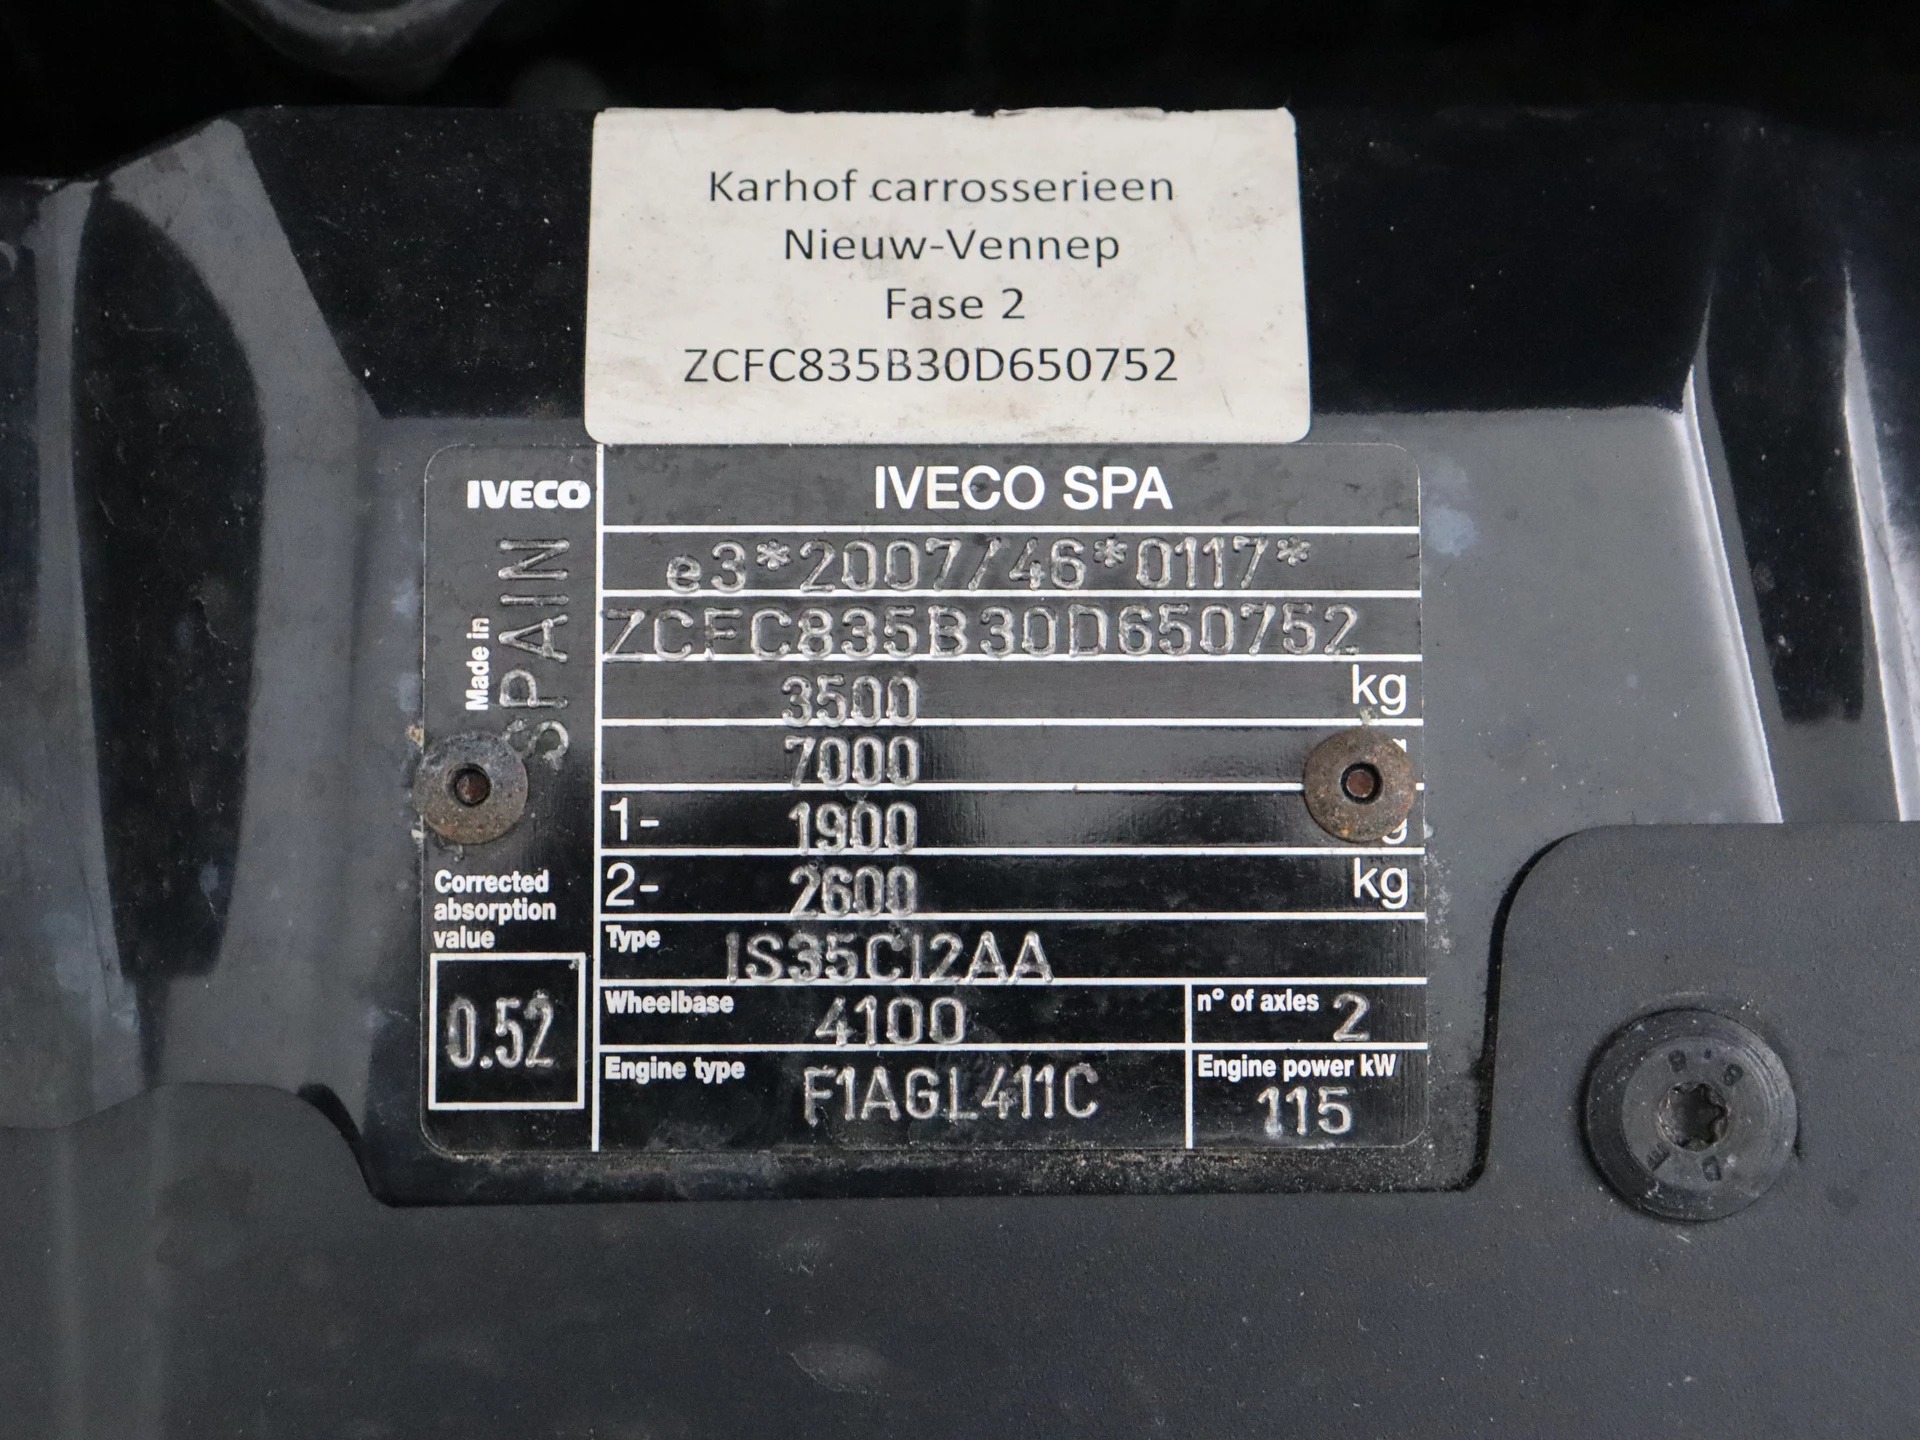 Karhof carrosserieen
Nieuw-Vennep
Fase 2
ZCFC835B30D650752
IVECO
IVECO SPA
Made in SPAIN
e3*2007/46*0117*
ZCFC835B30D650752
3500 kg
7000
1- 1900
2- 2600 kg
Corrected
absorption
value
0.52
Type IS35CI2AA
Wheelbase 4100
n° of axles 2
Engine type F1AGL411C
Engine power kW
115